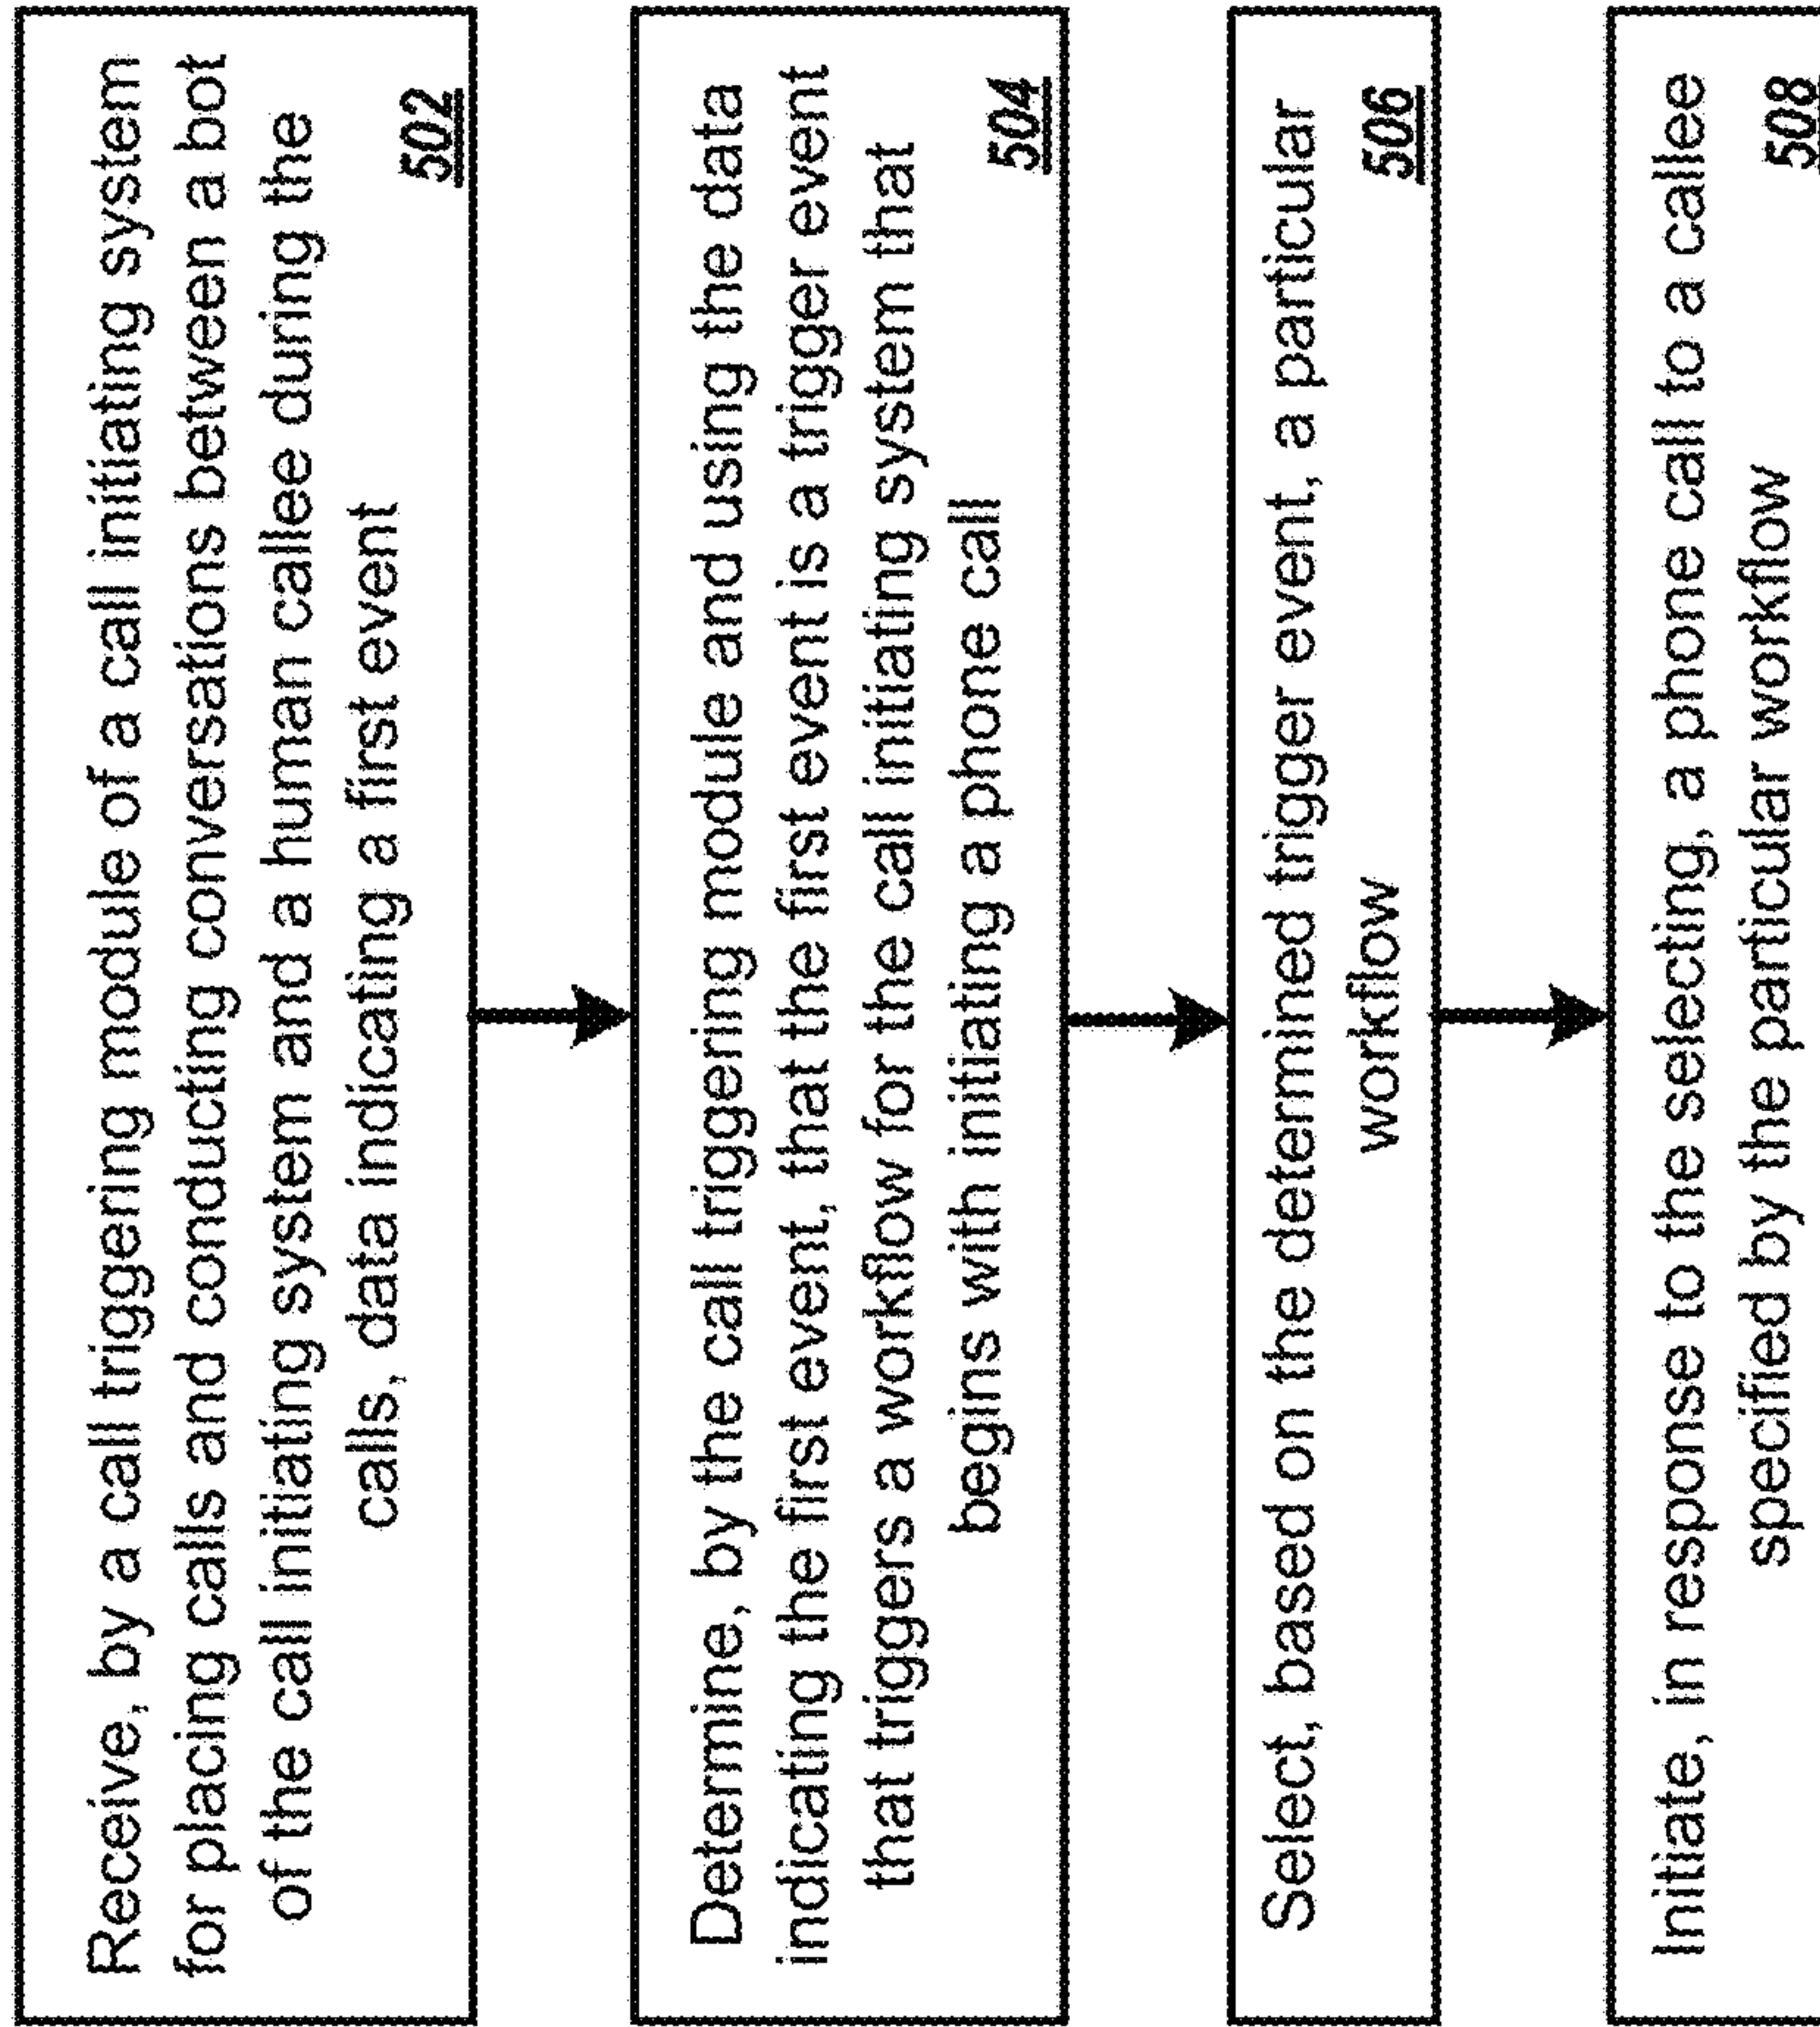 Receive, by a call triggering module of a call initiating system
for placing calls and conducting conversations between a bot
of the call initiating system and a human callee during the
calls, data indicating a first event
502
Determine, by the call triggering module and using the data
indicating the first event, that the first event is a trigger event
that triggers a workflow for the call initiating system that
begins with initiating a phone call
504
Select, based on the determined trigger event, a particular
workflow
506
Initiate, in response to the selecting, a phone call to a callee
specified by the particular workflow
508